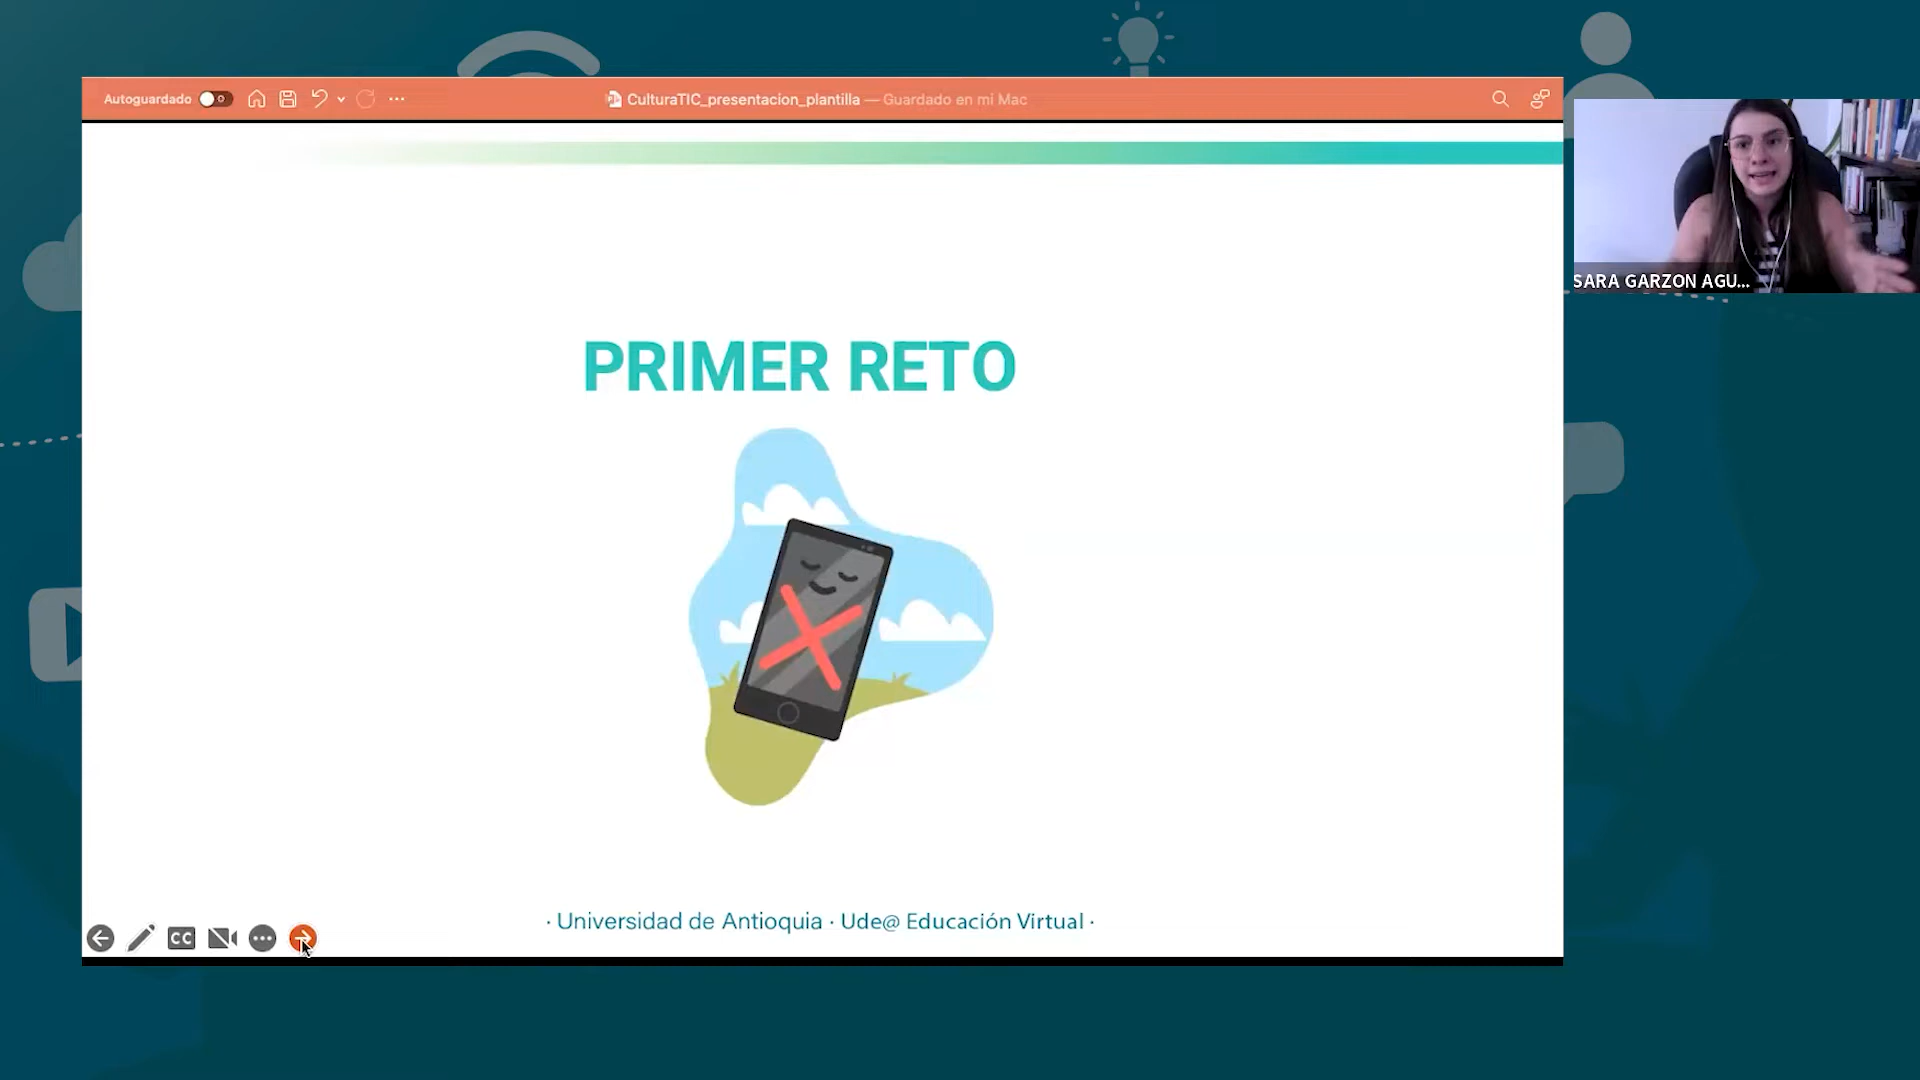 Autoguardado
CulturaTIC_presentacion_plantilla — Guardado en mi Mac
SARA GARZON AGU...
PRIMER RETO
CC
· Universidad de Antioquia · Ude@ Educación Virtual ·